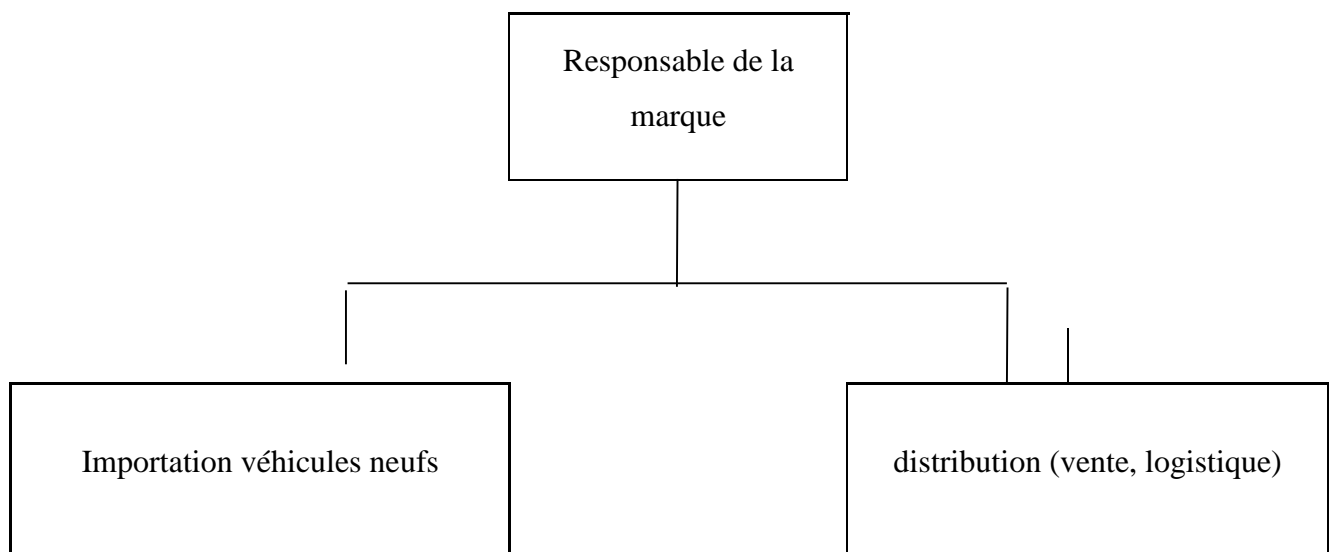 Responsable de la
marque
Importation véhicules neufs
distribution (vente, logistique)